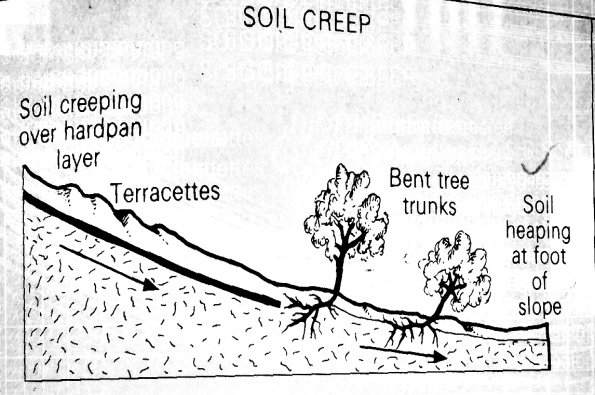 SOIL CREEP
Soil creeping
over hardpan
layer
Terracettes
Bent tree
trunks
Soil
heaping
at foot
of
slope